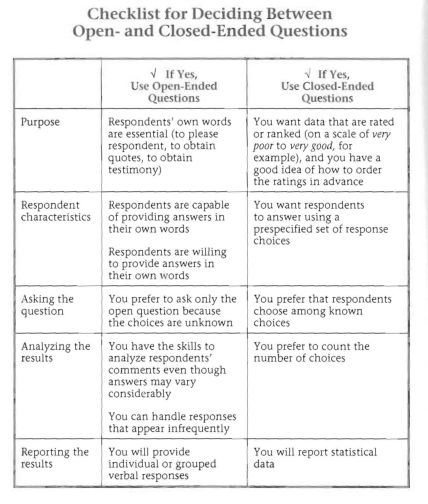 Checklist for Deciding Between
Open- and Closed-Ended Questions
√ If Yes,
Use Open-Ended
Questions
√ If Yes,
Use Closed-Ended
Questions
Purpose
Respondents' own words
are essential (to please
respondent, to obtain
quotes, to obtain
testimony)
You want data that are rated
or ranked (on a scale of very
poor to very good, for
example), and you have a
good idea of how to order
the ratings in advance
Respondent
characteristics
Respondents are capable
of providing answers in
their own words
Respondents are willing
to provide answers in
their own words
You want respondents
to answer using a
prespecified set of response
choices
Asking the
question
You prefer to ask only the
open question because
the choices are unknown
You prefer that respondents
choose among known
choices
Analyzing the
results
You have the skills to
analyze respondents'
comments even though
answers may vary
considerably
You can handle responses
that appear infrequently
You prefer to count the
number of choices
Reporting the
results
You will provide
individual or grouped
verbal responses
You will report statistical
data